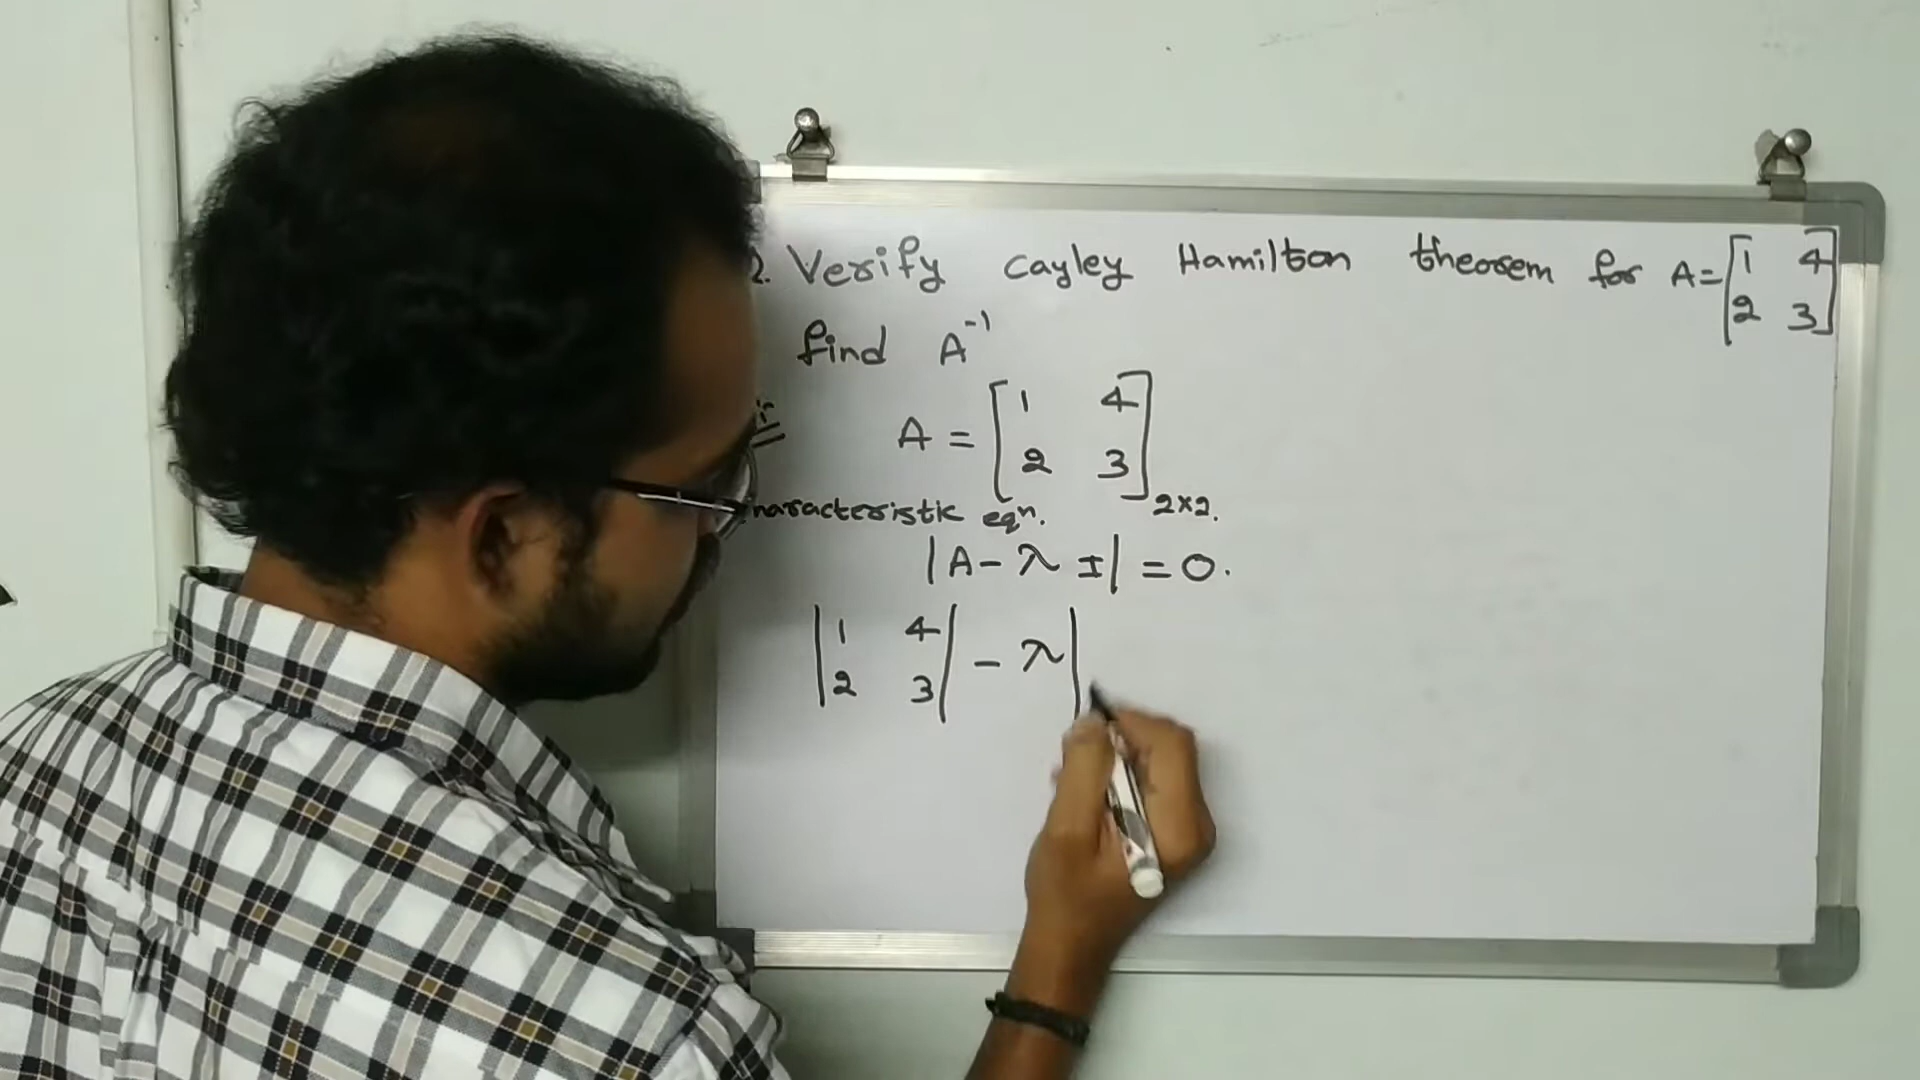 2. Verify Cayley Hamilton theorem for A = [1 4
2 3]
find A⁻¹
A = [1 4
2 3]₂ₓ₂.
characteristic eqⁿ.
|A - λ I| = 0.
|1 4
2 3| - λ|